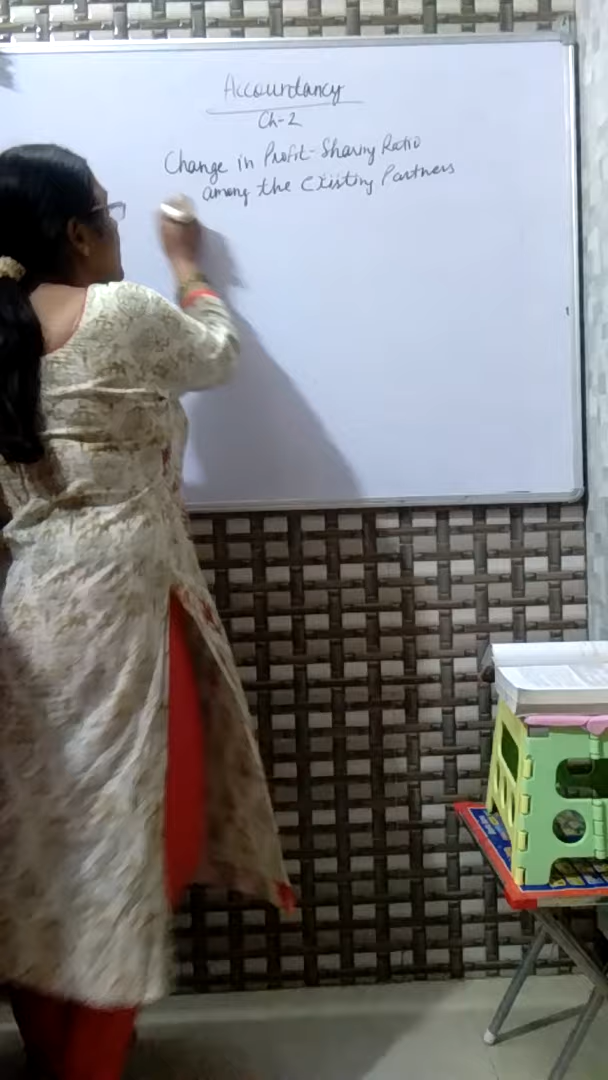 Accountancy
Ch-2
Change in Profit-Sharing Ratio
among the Existing Partners